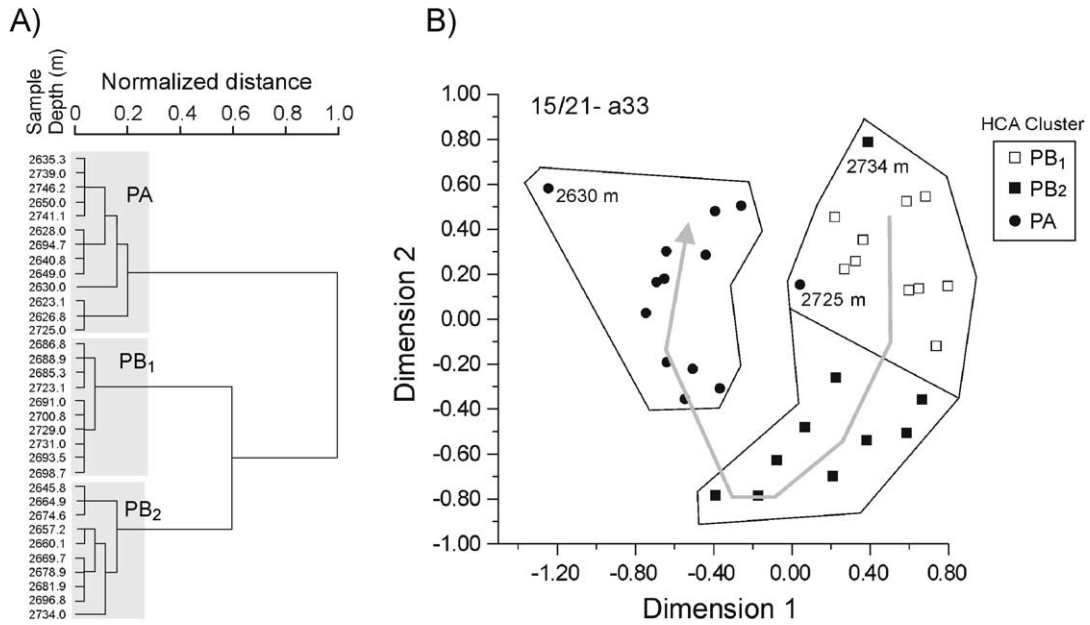 A)
Sample
Depth (m)
Normalized distance
0 0.2 0.4 0.6 0.8 1.0
2635.3
2739.0
2746.2
2650.0
2741.1
2628.0
2694.7
2640.8
2649.0
2630.0
2623.1
2626.8
2725.0
PA
2686.8
2688.9
2685.3
2723.1
2691.0
2700.8
2729.0
2731.0
2693.5
2698.7
PB1
2645.8
2664.9
2674.6
2657.2
2660.1
2669.7
2678.9
2681.9
2696.8
2734.0
PB2
B)
15/21- a33
Dimension 2
1.00
0.80
0.60
0.40
0.20
0.00
-0.20
-0.40
-0.60
-0.80
-1.00
2630 m
2734 m
2725 m
-1.20 -0.80 -0.40 0.00 0.40 0.80
Dimension 1
HCA Cluster
PB1
PB2
PA